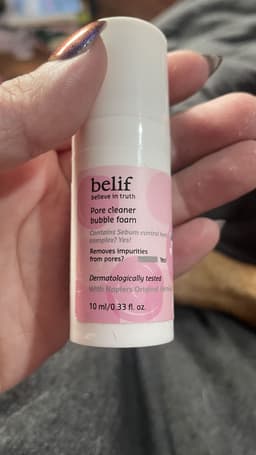 belif
believe in truth
Pore cleaner
bubble foam
Contains Sebum control
complex? Yes!
Removes impurities
from pores? Yes!
Dermatologically tested
With Napiers Original
10 ml/0.33 fl. oz.